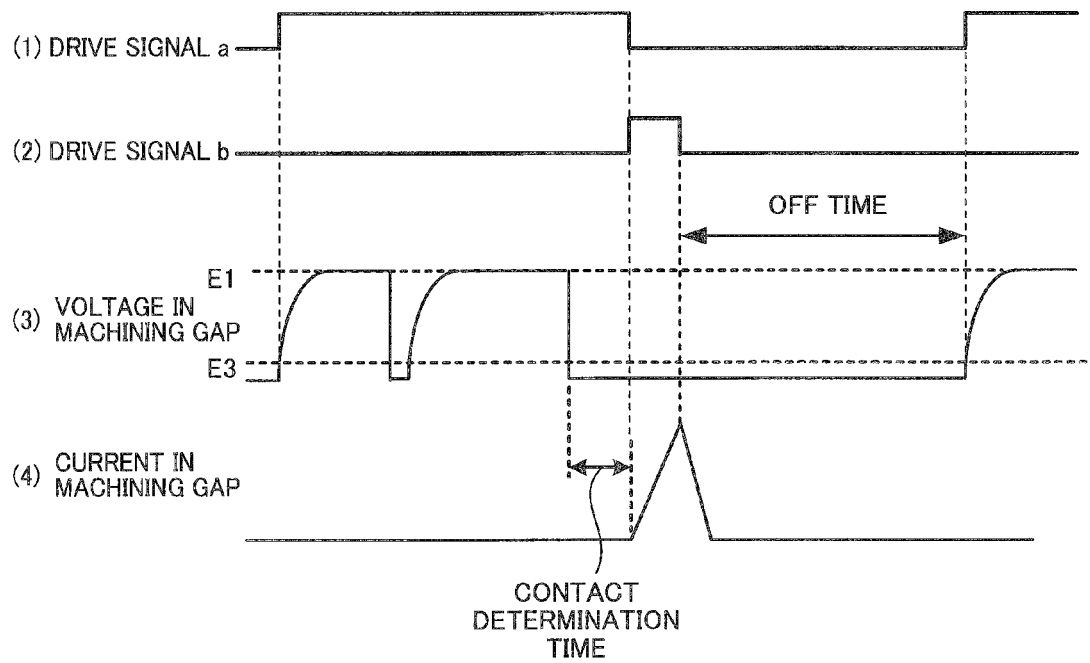 (1) DRIVE SIGNAL a
(2) DRIVE SIGNAL b
OFF TIME
E1
(3) VOLTAGE IN
MACHINING GAP
E3
(4) CURRENT IN
MACHINING GAP
CONTACT
DETERMINATION
TIME